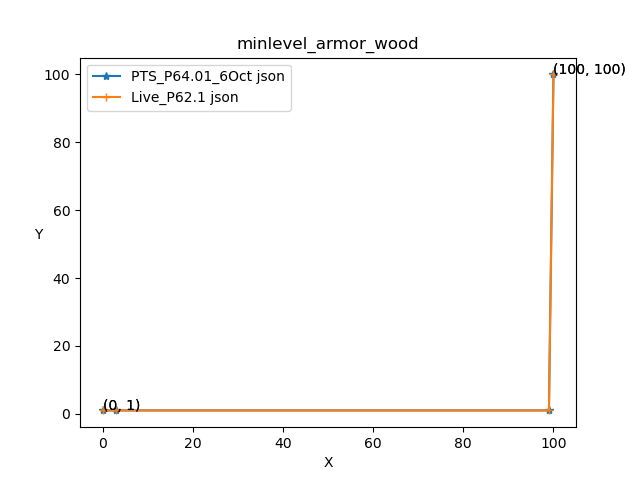 minlevel_armor_wood
PTS_P64.01_6Oct json
Live_P62.1 json
(100, 100)
(0, 1)
Y
100
80
60
40
20
0
0 20 40 60 80 100
X